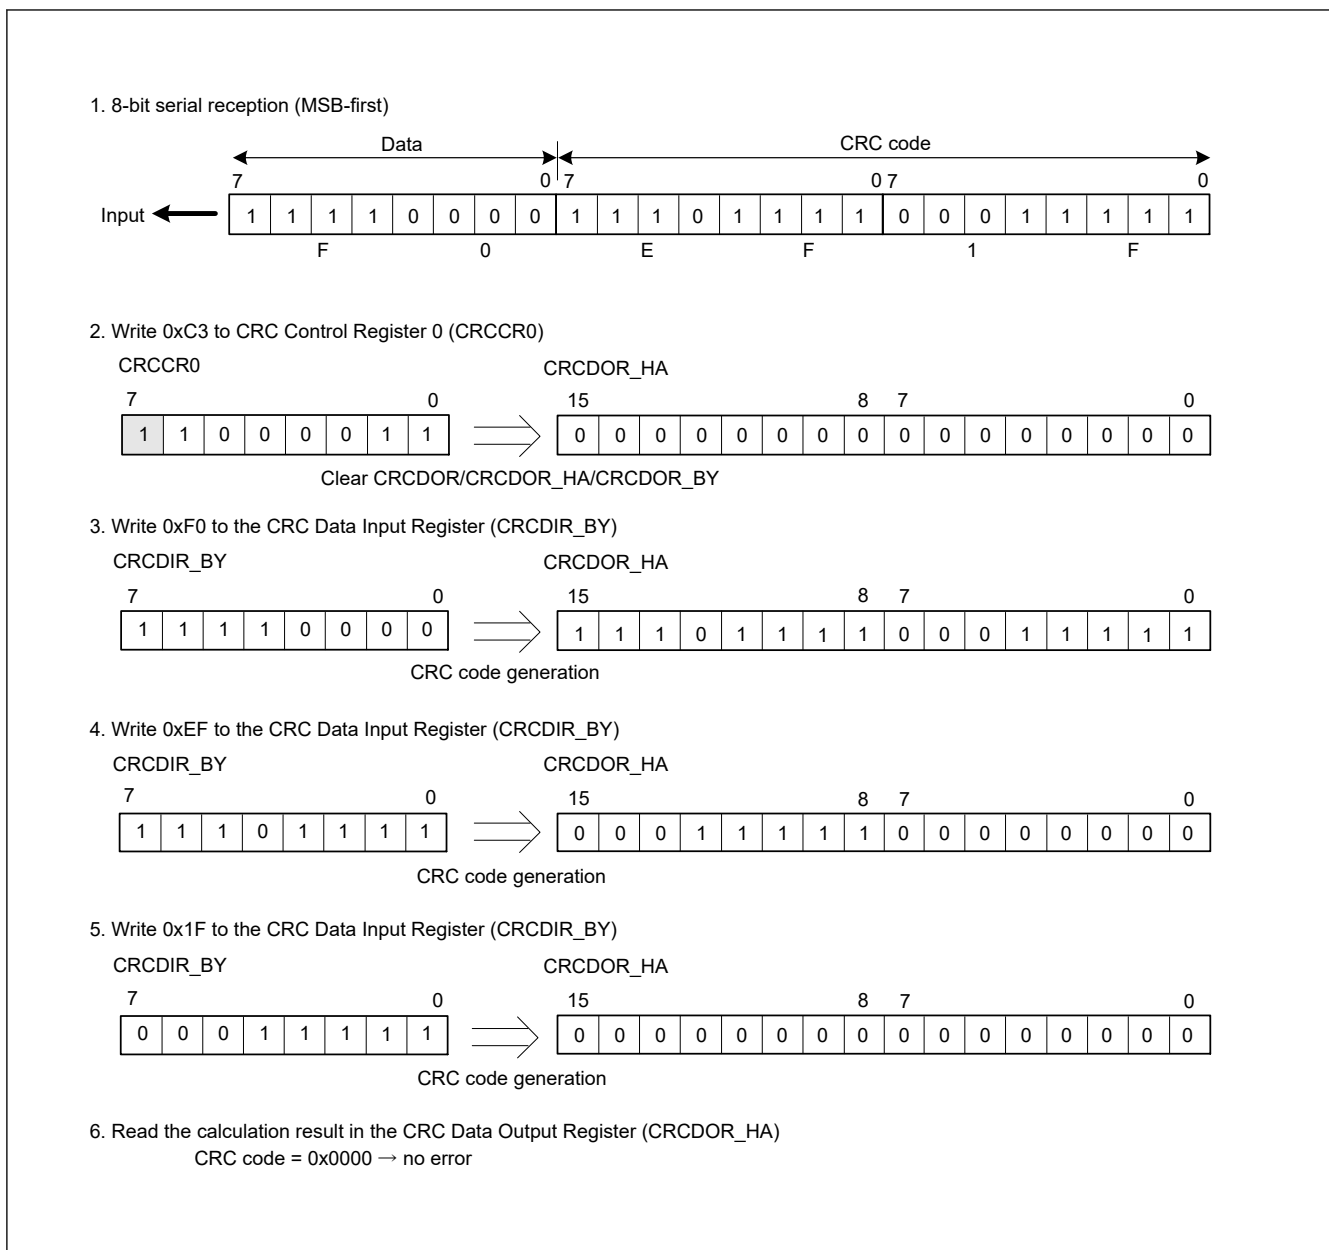 1. 8-bit serial reception (MSB-first)
Data CRC code
7 0 7 0 7 0
Input 1 1 1 1 0 0 0 0 1 1 1 0 1 1 1 1 0 0 0 1 1 1 1 1
F 0 E F 1 F
2. Write 0xC3 to CRC Control Register 0 (CRCCR0)
CRCCR0 CRCDOR_HA
7 0 15 8 7 0
1 1 0 0 0 0 1 1 0 0 0 0 0 0 0 0 0 0 0 0 0 0 0 0
Clear CRCDOR/CRCDOR_HA/CRCDOR_BY
3. Write 0xF0 to the CRC Data Input Register (CRCDIR_BY)
CRCDIR_BY CRCDOR_HA
7 0 15 8 7 0
1 1 1 1 0 0 0 0 1 1 1 0 1 1 1 1 0 0 0 1 1 1 1 1
CRC code generation
4. Write 0xEF to the CRC Data Input Register (CRCDIR_BY)
CRCDIR_BY CRCDOR_HA
7 0 15 8 7 0
1 1 1 0 1 1 1 1 0 0 0 1 1 1 1 1 0 0 0 0 0 0 0 0
CRC code generation
5. Write 0x1F to the CRC Data Input Register (CRCDIR_BY)
CRCDIR_BY CRCDOR_HA
7 0 15 8 7 0
0 0 0 1 1 1 1 1 0 0 0 0 0 0 0 0 0 0 0 0 0 0 0 0
CRC code generation
6. Read the calculation result in the CRC Data Output Register (CRCDOR_HA)
CRC code = 0x0000 → no error